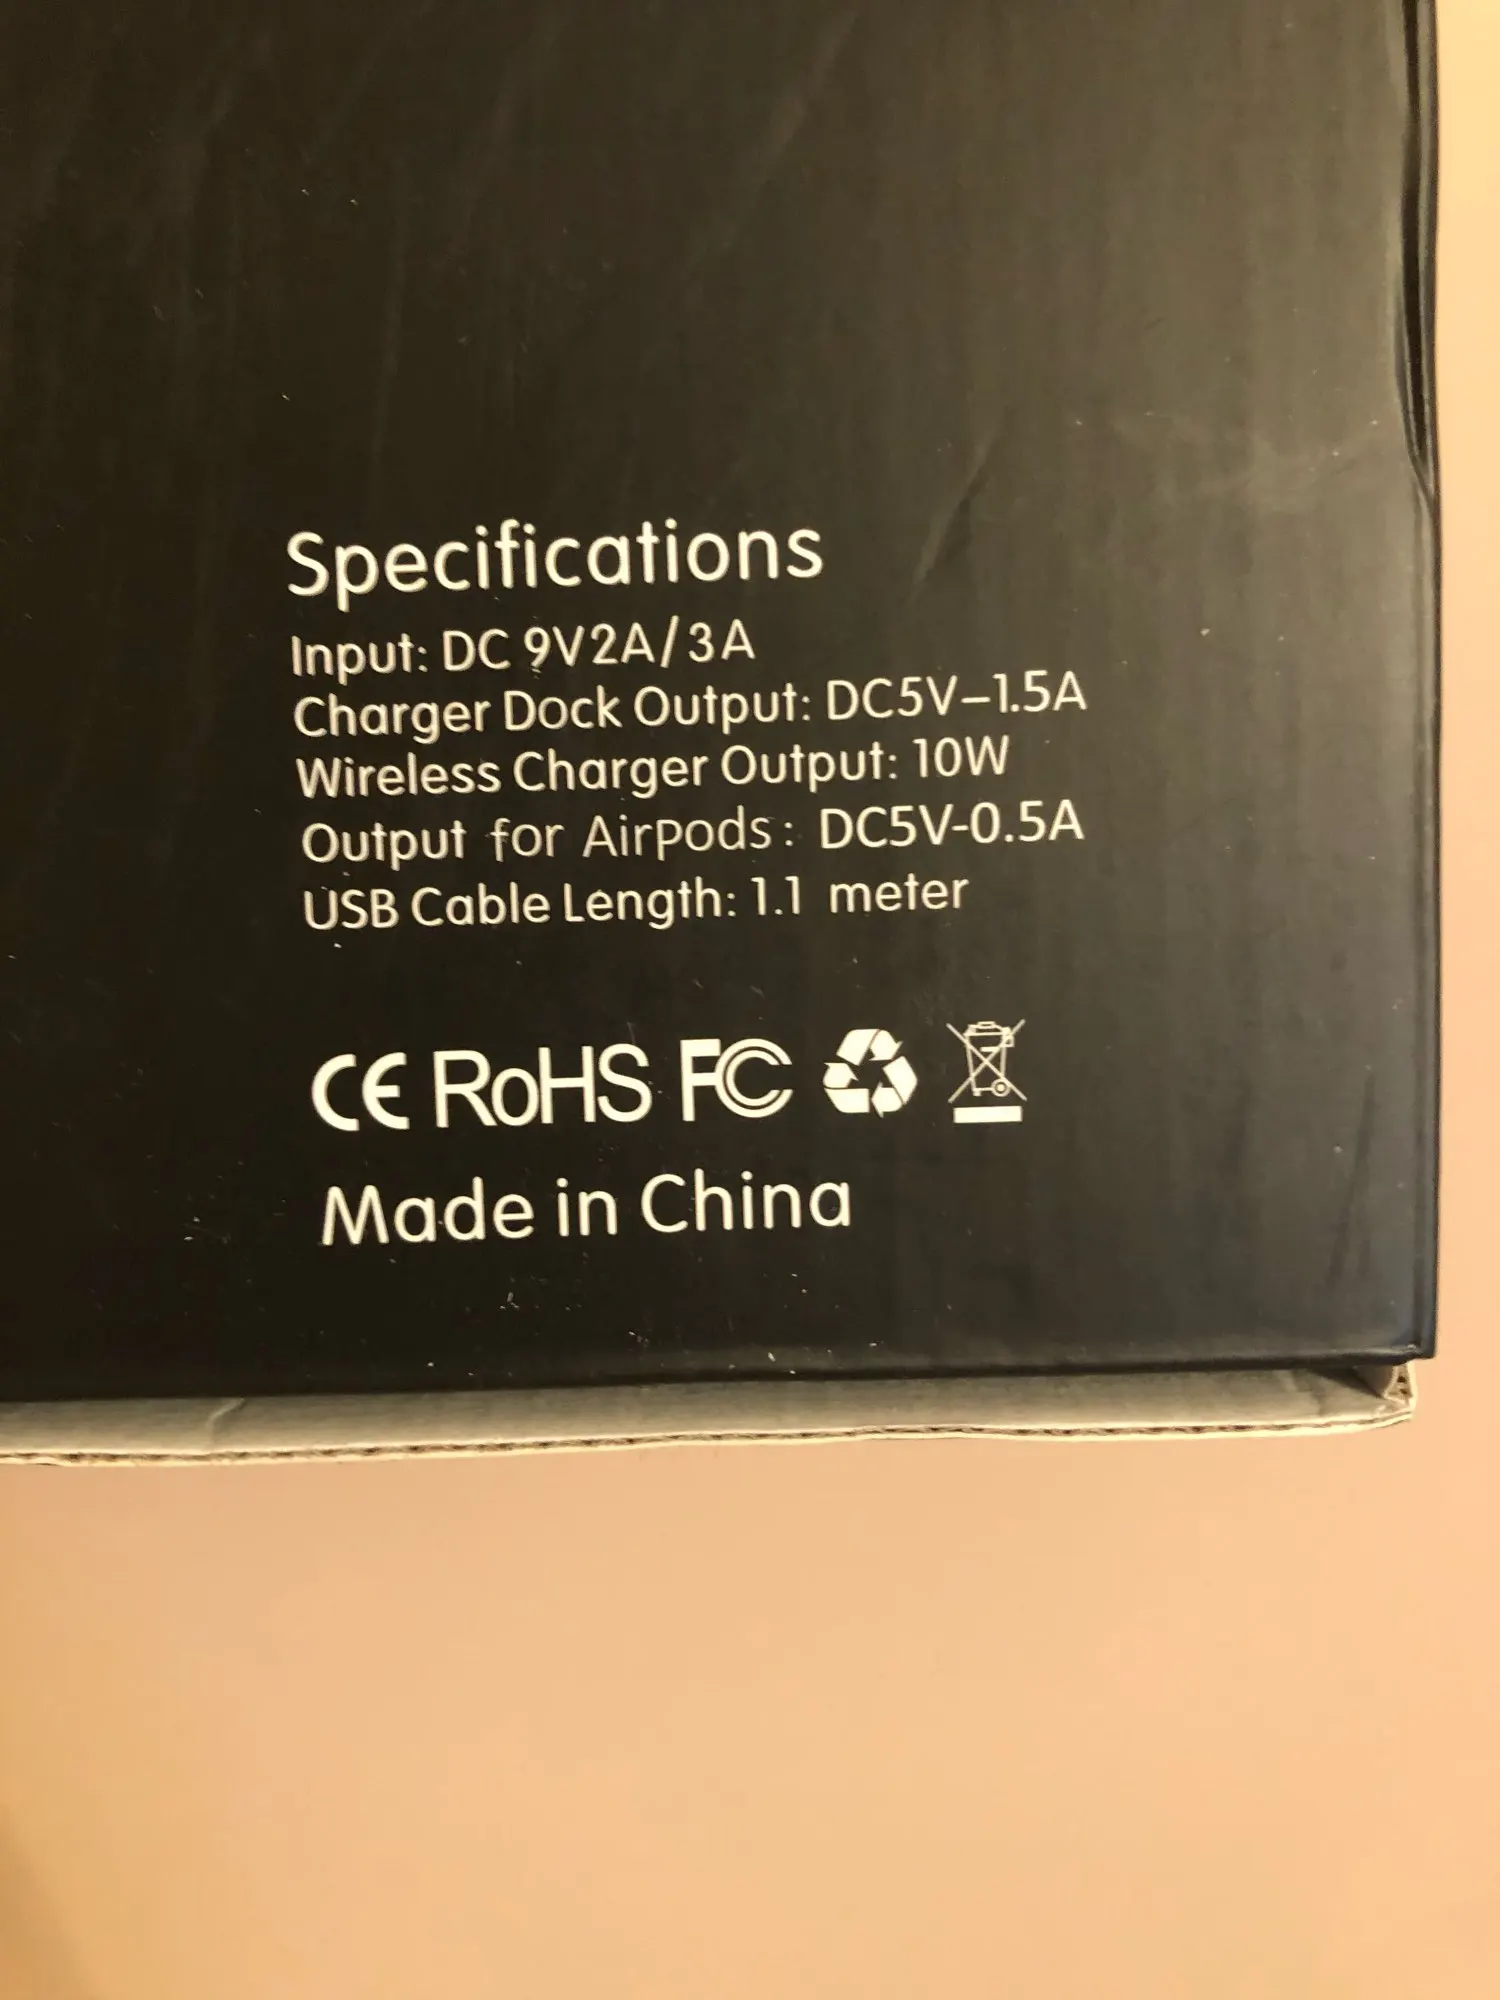 Specifications
Input: DC 9V2A/3A
Charger Dock Output: DC5V–1.5A
Wireless Charger Output: 10W
Output for AirPods: DC5V-0.5A
USB Cable Length: 1.1 meter
CE RoHS FC
Made in China